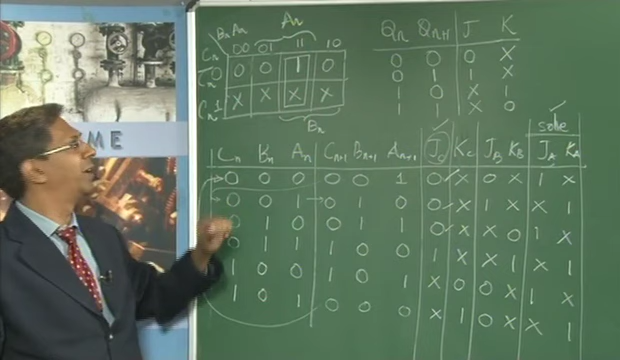 Bn An
An
00 01 11 10
Cn
C̅n 0 0 0 1 0
Cn 1 X X X X
Bn
Qn Qn+1 J K
0 0 0 X
0 1 1 X
1 0 X 1
1 1 X 0
solve
Cn Bn An Cn+1 Bn+1 An+1 JC KC JB KB JA KA
0 0 0 0 0 1 0 X 0 X 1 X
0 0 1 0 1 0 0 X 1 X X 1
0 1 0 0 1 1 0 X X 0 1 X
0 1 1 1 0 0 1 X X 1 X 1
1 0 0 1 0 1 X 0 0 X 1 X
1 0 1 0 0 0 X 1 0 X X 1